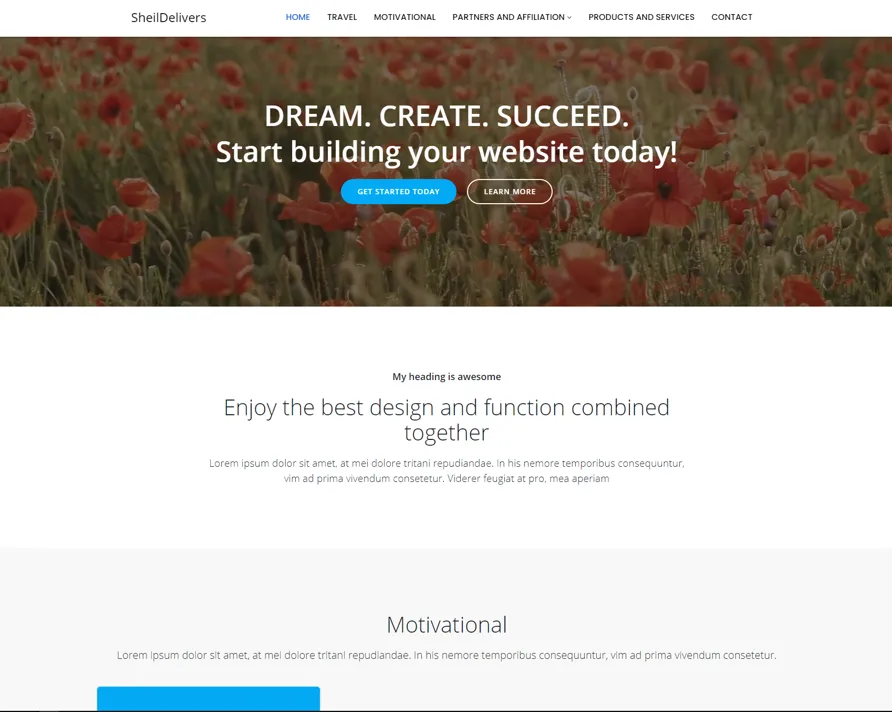 SheilDelivers
HOME TRAVEL MOTIVATIONAL PARTNERS AND AFFILIATION PRODUCTS AND SERVICES CONTACT
DREAM. CREATE. SUCCEED.
Start building your website today!
GET STARTED TODAY LEARN MORE
My heading is awesome
Enjoy the best design and function combined
together
Lorem ipsum dolor sit amet, at mei dolore tritani repudiandae. In his nemore temporibus consequuntur,
vim ad prima vivendum consetetur. Viderer feugiat at pro, mea aperiam
Motivational
Lorem ipsum dolor sit amet, at mei dolore tritani repudiandae. In his nemore temporibus consequuntur, vim ad prima vivendum consetetur.